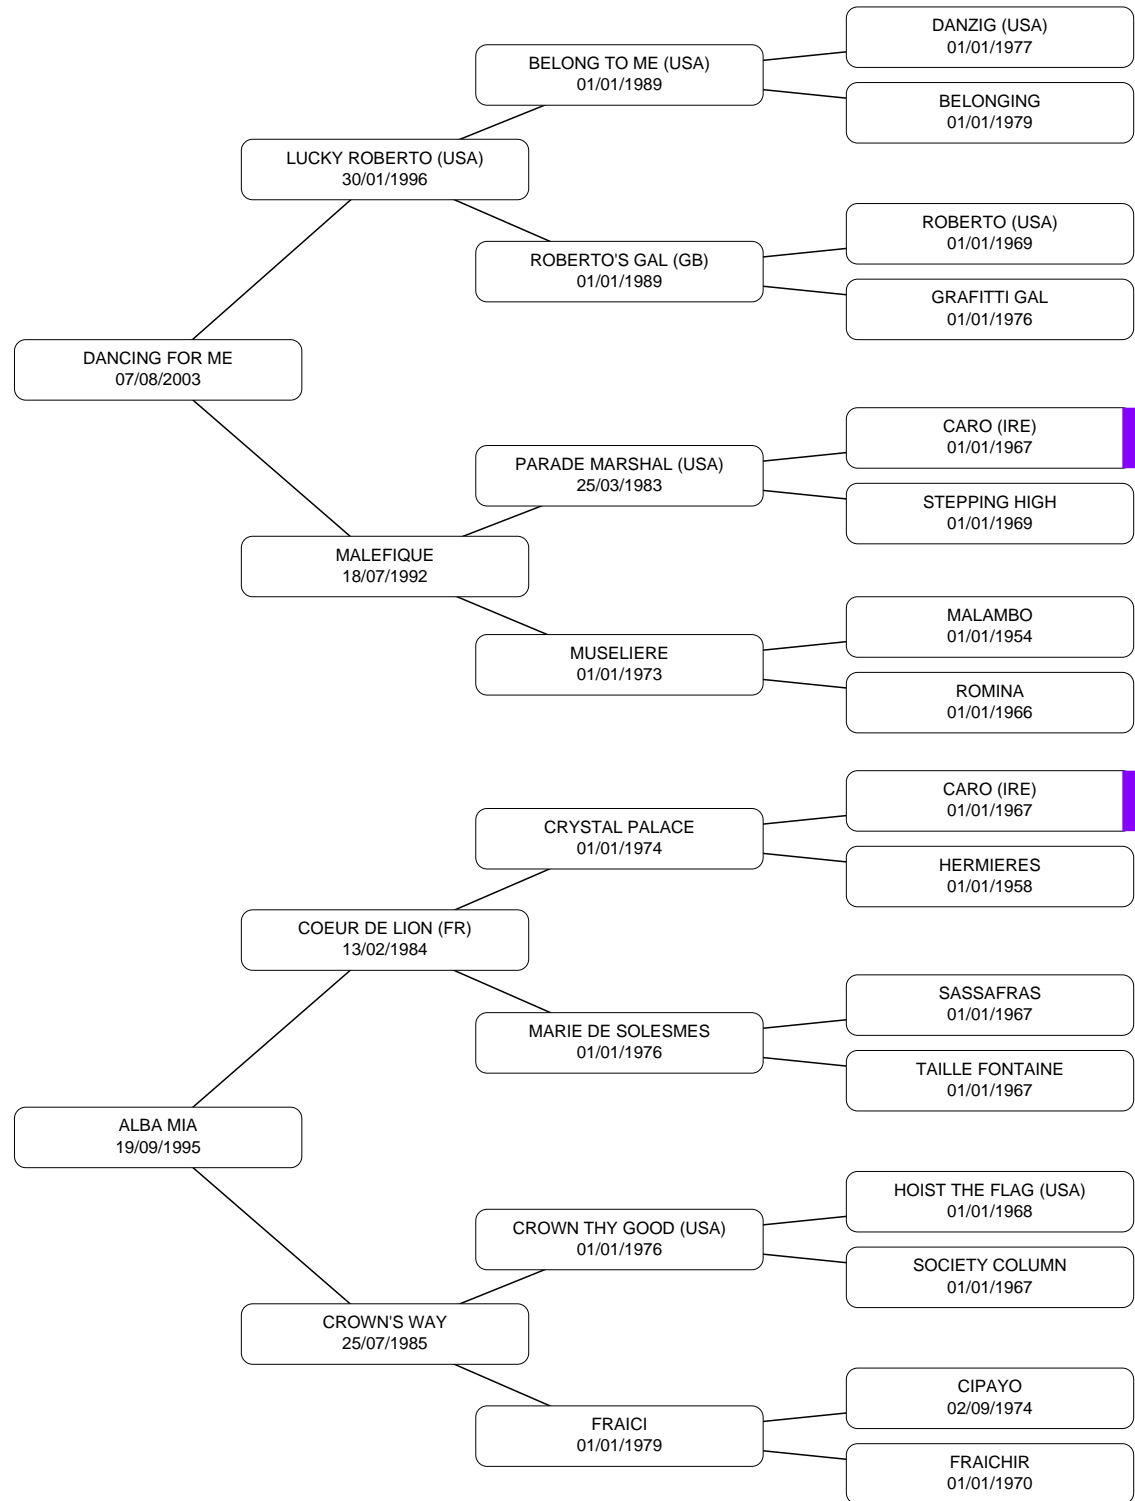 DANZIG (USA)
01/01/1977
BELONG TO ME (USA)
01/01/1989
BELONGING
01/01/1979
LUCKY ROBERTO (USA)
30/01/1996
ROBERTO (USA)
01/01/1969
ROBERTO'S GAL (GB)
01/01/1989
GRAFITTI GAL
01/01/1976
DANCING FOR ME
07/08/2003
CARO (IRE)
01/01/1967
PARADE MARSHAL (USA)
25/03/1983
STEPPING HIGH
01/01/1969
MALEFIQUE
18/07/1992
MALAMBO
01/01/1954
MUSELIERE
01/01/1973
ROMINA
01/01/1966
CARO (IRE)
01/01/1967
CRYSTAL PALACE
01/01/1974
HERMIERES
01/01/1958
COEUR DE LION (FR)
13/02/1984
SASSAFRAS
01/01/1967
MARIE DE SOLESMES
01/01/1976
TAILLE FONTAINE
01/01/1967
ALBA MIA
19/09/1995
HOIST THE FLAG (USA)
01/01/1968
CROWN THY GOOD (USA)
01/01/1976
SOCIETY COLUMN
01/01/1967
CROWN'S WAY
25/07/1985
CIPAYO
02/09/1974
FRAICI
01/01/1979
FRAICHIR
01/01/1970